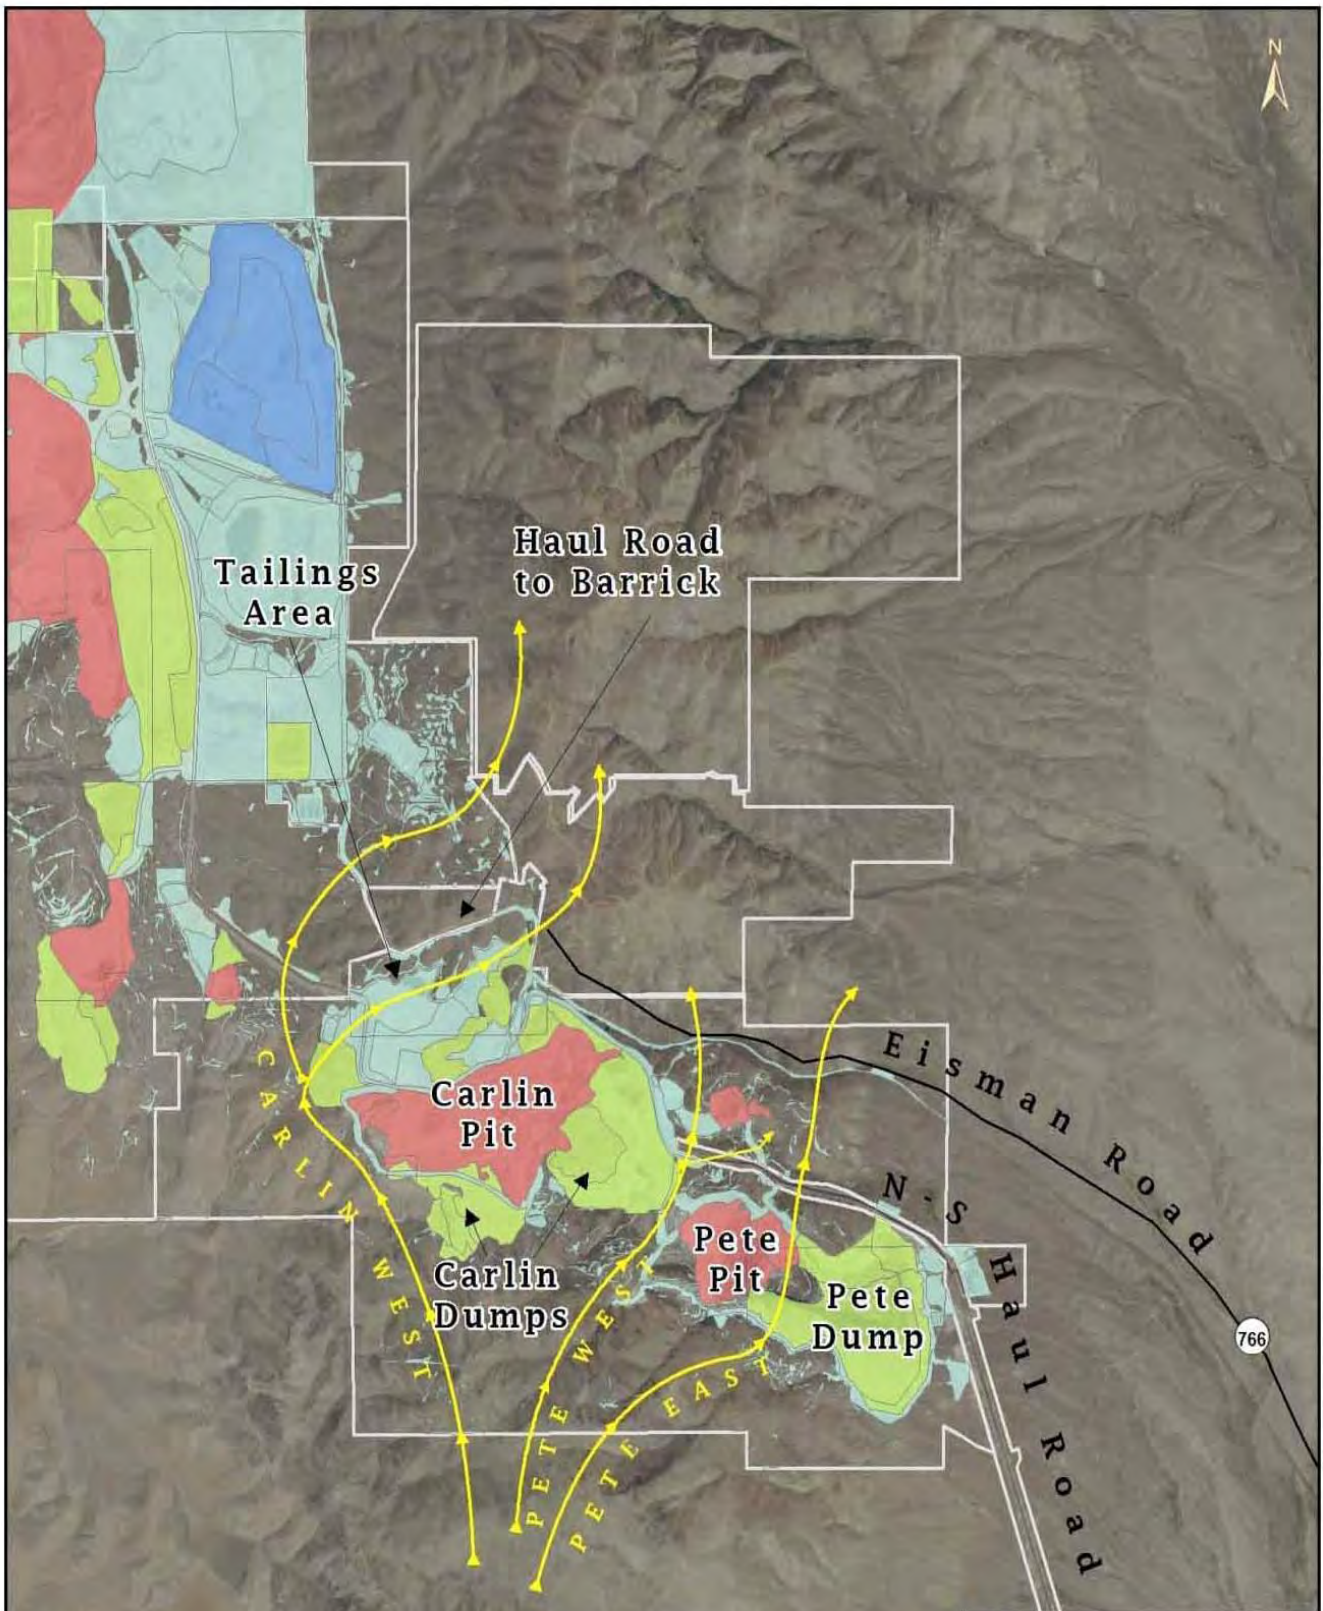 N
Haul Road
to Barrick
Tailings
Area
Eisman Road
CARLIN WEST
Carlin
Pit
N-S Haul Road
Pete
Pit
Carlin
Dumps
Pete
Dump
766
PETE WEST
PETE EAST